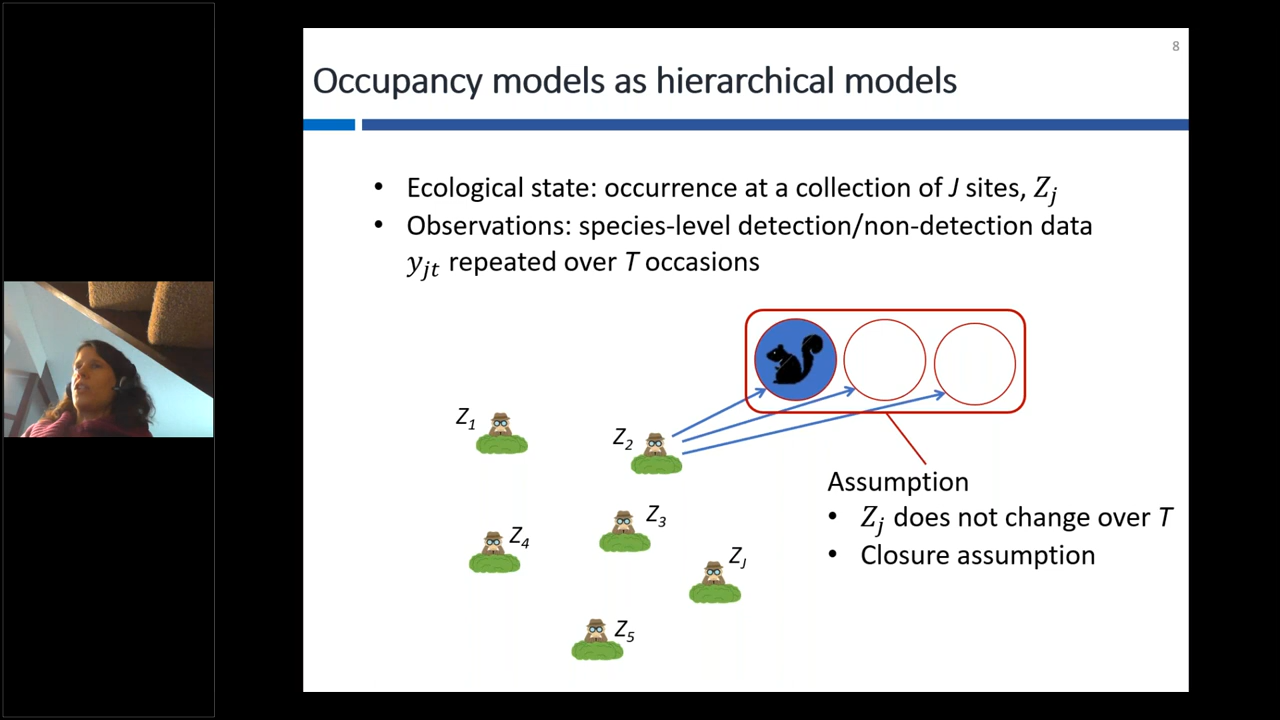 8
Occupancy models as hierarchical models
• Ecological state: occurrence at a collection of J sites, Zj
• Observations: species-level detection/non-detection data
yjt repeated over T occasions
Z1
Z2
Z3
Z4
ZJ
Z5
Assumption
• Zj does not change over T
• Closure assumption